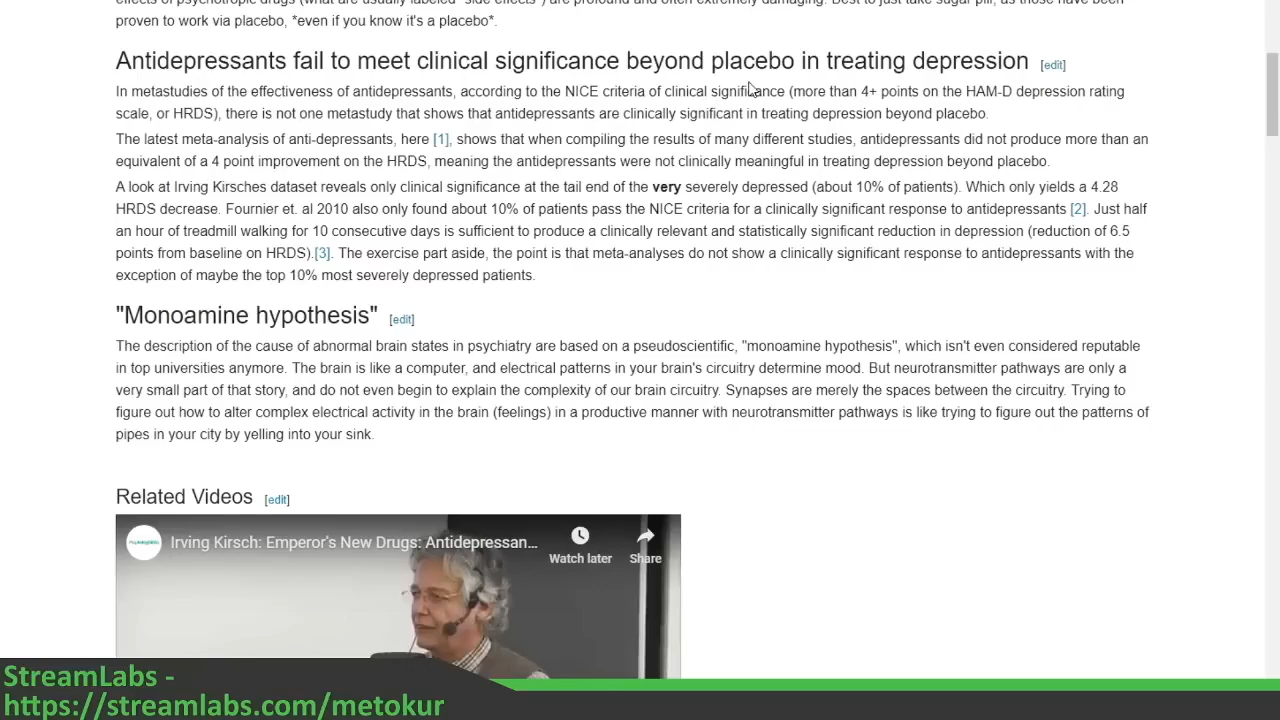 effects of psychotropic drugs (what are usually labeled "side effects") are profound and often extremely damaging. Best to just take sugar pill, as those have been
proven to work via placebo, *even if you know it's a placebo*.
Antidepressants fail to meet clinical significance beyond placebo in treating depression [edit]
In metastudies of the effectiveness of antidepressants, according to the NICE criteria of clinical significance (more than 4+ points on the HAM-D depression rating
scale, or HRDS), there is not one metastudy that shows that antidepressants are clinically significant in treating depression beyond placebo.
The latest meta-analysis of anti-depressants, here [1], shows that when compiling the results of many different studies, antidepressants did not produce more than an
equivalent of a 4 point improvement on the HRDS, meaning the antidepressants were not clinically meaningful in treating depression beyond placebo.
A look at Irving Kirsches dataset reveals only clinical significance at the tail end of the very severely depressed (about 10% of patients). Which only yields a 4.28
HRDS decrease. Fournier et. al 2010 also only found about 10% of patients pass the NICE criteria for a clinically significant response to antidepressants [2]. Just half
an hour of treadmill walking for 10 consecutive days is sufficient to produce a clinically relevant and statistically significant reduction in depression (reduction of 6.5
points from baseline on HRDS).[3]. The exercise part aside, the point is that meta-analyses do not show a clinically significant response to antidepressants with the
exception of maybe the top 10% most severely depressed patients.
"Monoamine hypothesis" [edit]
The description of the cause of abnormal brain states in psychiatry are based on a pseudoscientific, "monoamine hypothesis", which isn't even considered reputable
in top universities anymore. The brain is like a computer, and electrical patterns in your brain's circuitry determine mood. But neurotransmitter pathways are only a
very small part of that story, and do not even begin to explain the complexity of our brain circuitry. Synapses are merely the spaces between the circuitry. Trying to
figure out how to alter complex electrical activity in the brain (feelings) in a productive manner with neurotransmitter pathways is like trying to figure out the patterns of
pipes in your city by yelling into your sink.
Related Videos [edit]
Irving Kirsch: Emperor's New Drugs: Antidepressan...
Watch later
Share
StreamLabs -
https://streamlabs.com/metokur